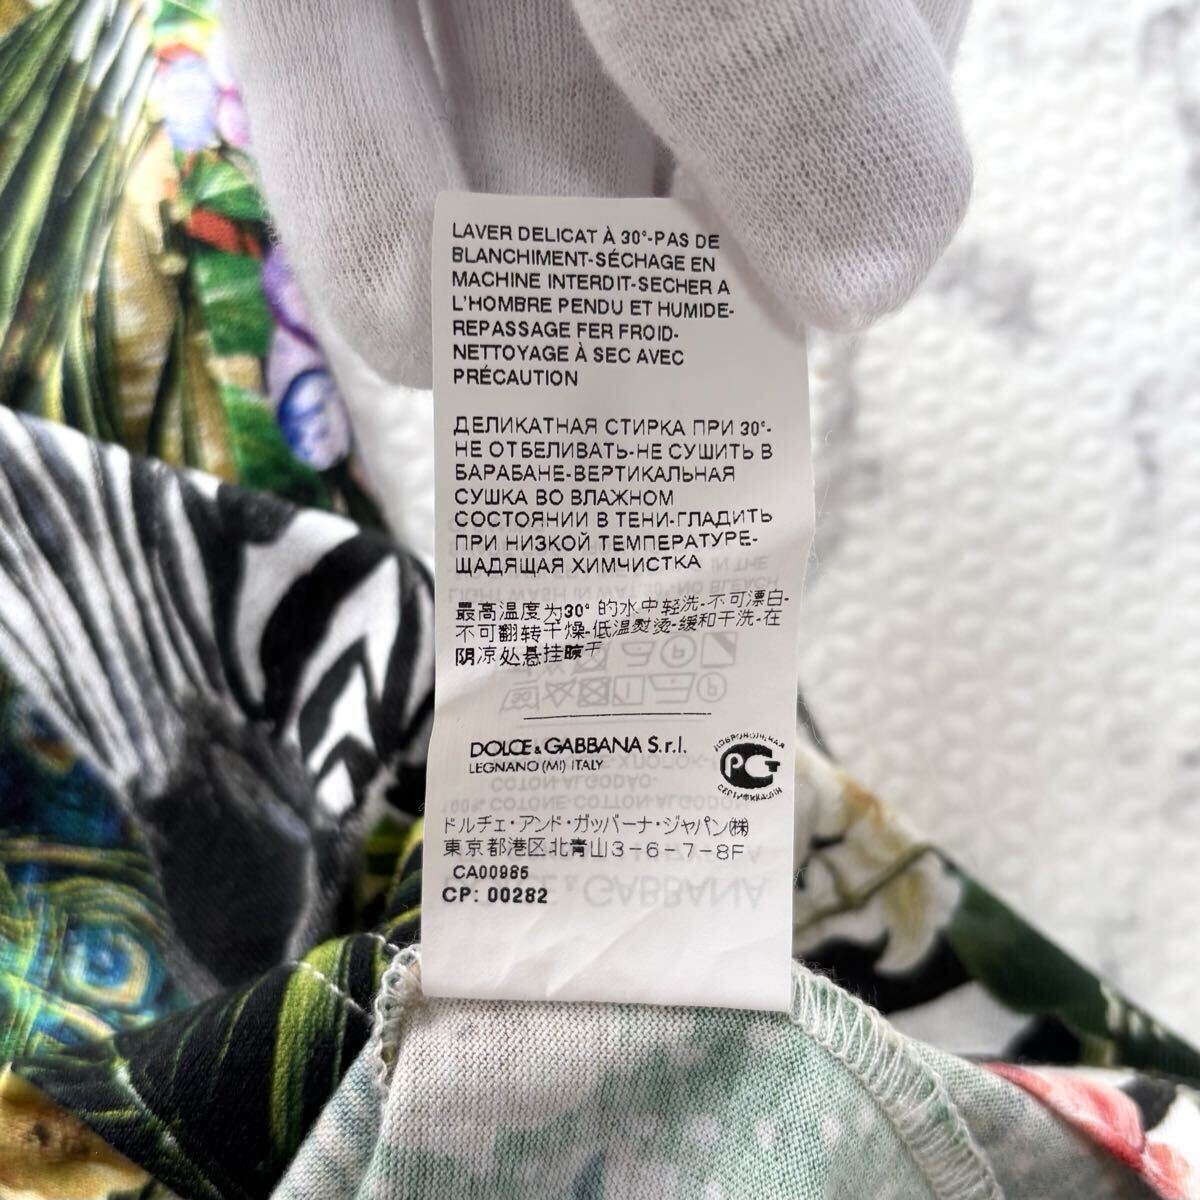 LAVER DELICAT À 30°-PAS DE
BLANCHIMENT-SÉCHAGE EN
MACHINE INTERDIT-SECHER A
L'HOMBRE PENDU ET HUMIDE-
REPASSAGE FER FROID-
NETTOYAGE À SEC AVEC
PRÉCAUTION
ДЕЛИКАТНАЯ СТИРКА ПРИ 30°-
НЕ ОТБЕЛИВАТЬ-НЕ СУШИТЬ В
БАРАБАНЕ-ВЕРТИКАЛЬНАЯ
СУШКА ВО ВЛАЖНОМ
СОСТОЯНИИ В ТЕНИ-ГЛАДИТЬ
ПРИ НИЗКОЙ ТЕМПЕРАТУРЕ-
ЩАДЯЩАЯ ХИМЧИСТКА
最高温度为30°的水中轻洗-不可漂白-
不可翻转干燥-低温熨烫-缓和干洗-在
阴凉处悬挂晾干
DOLCE & GABBANA S.r.l.
LEGNANO (MI) ITALY
ДОБРОВОЛЬНАЯ
РСТ
СЕРТИФИКАЦИЯ
ドルチェ・アンド・ガッバーナ・ジャパン㈱
東京都港区北青山3-6-7-8F
CA00985
CP: 00282